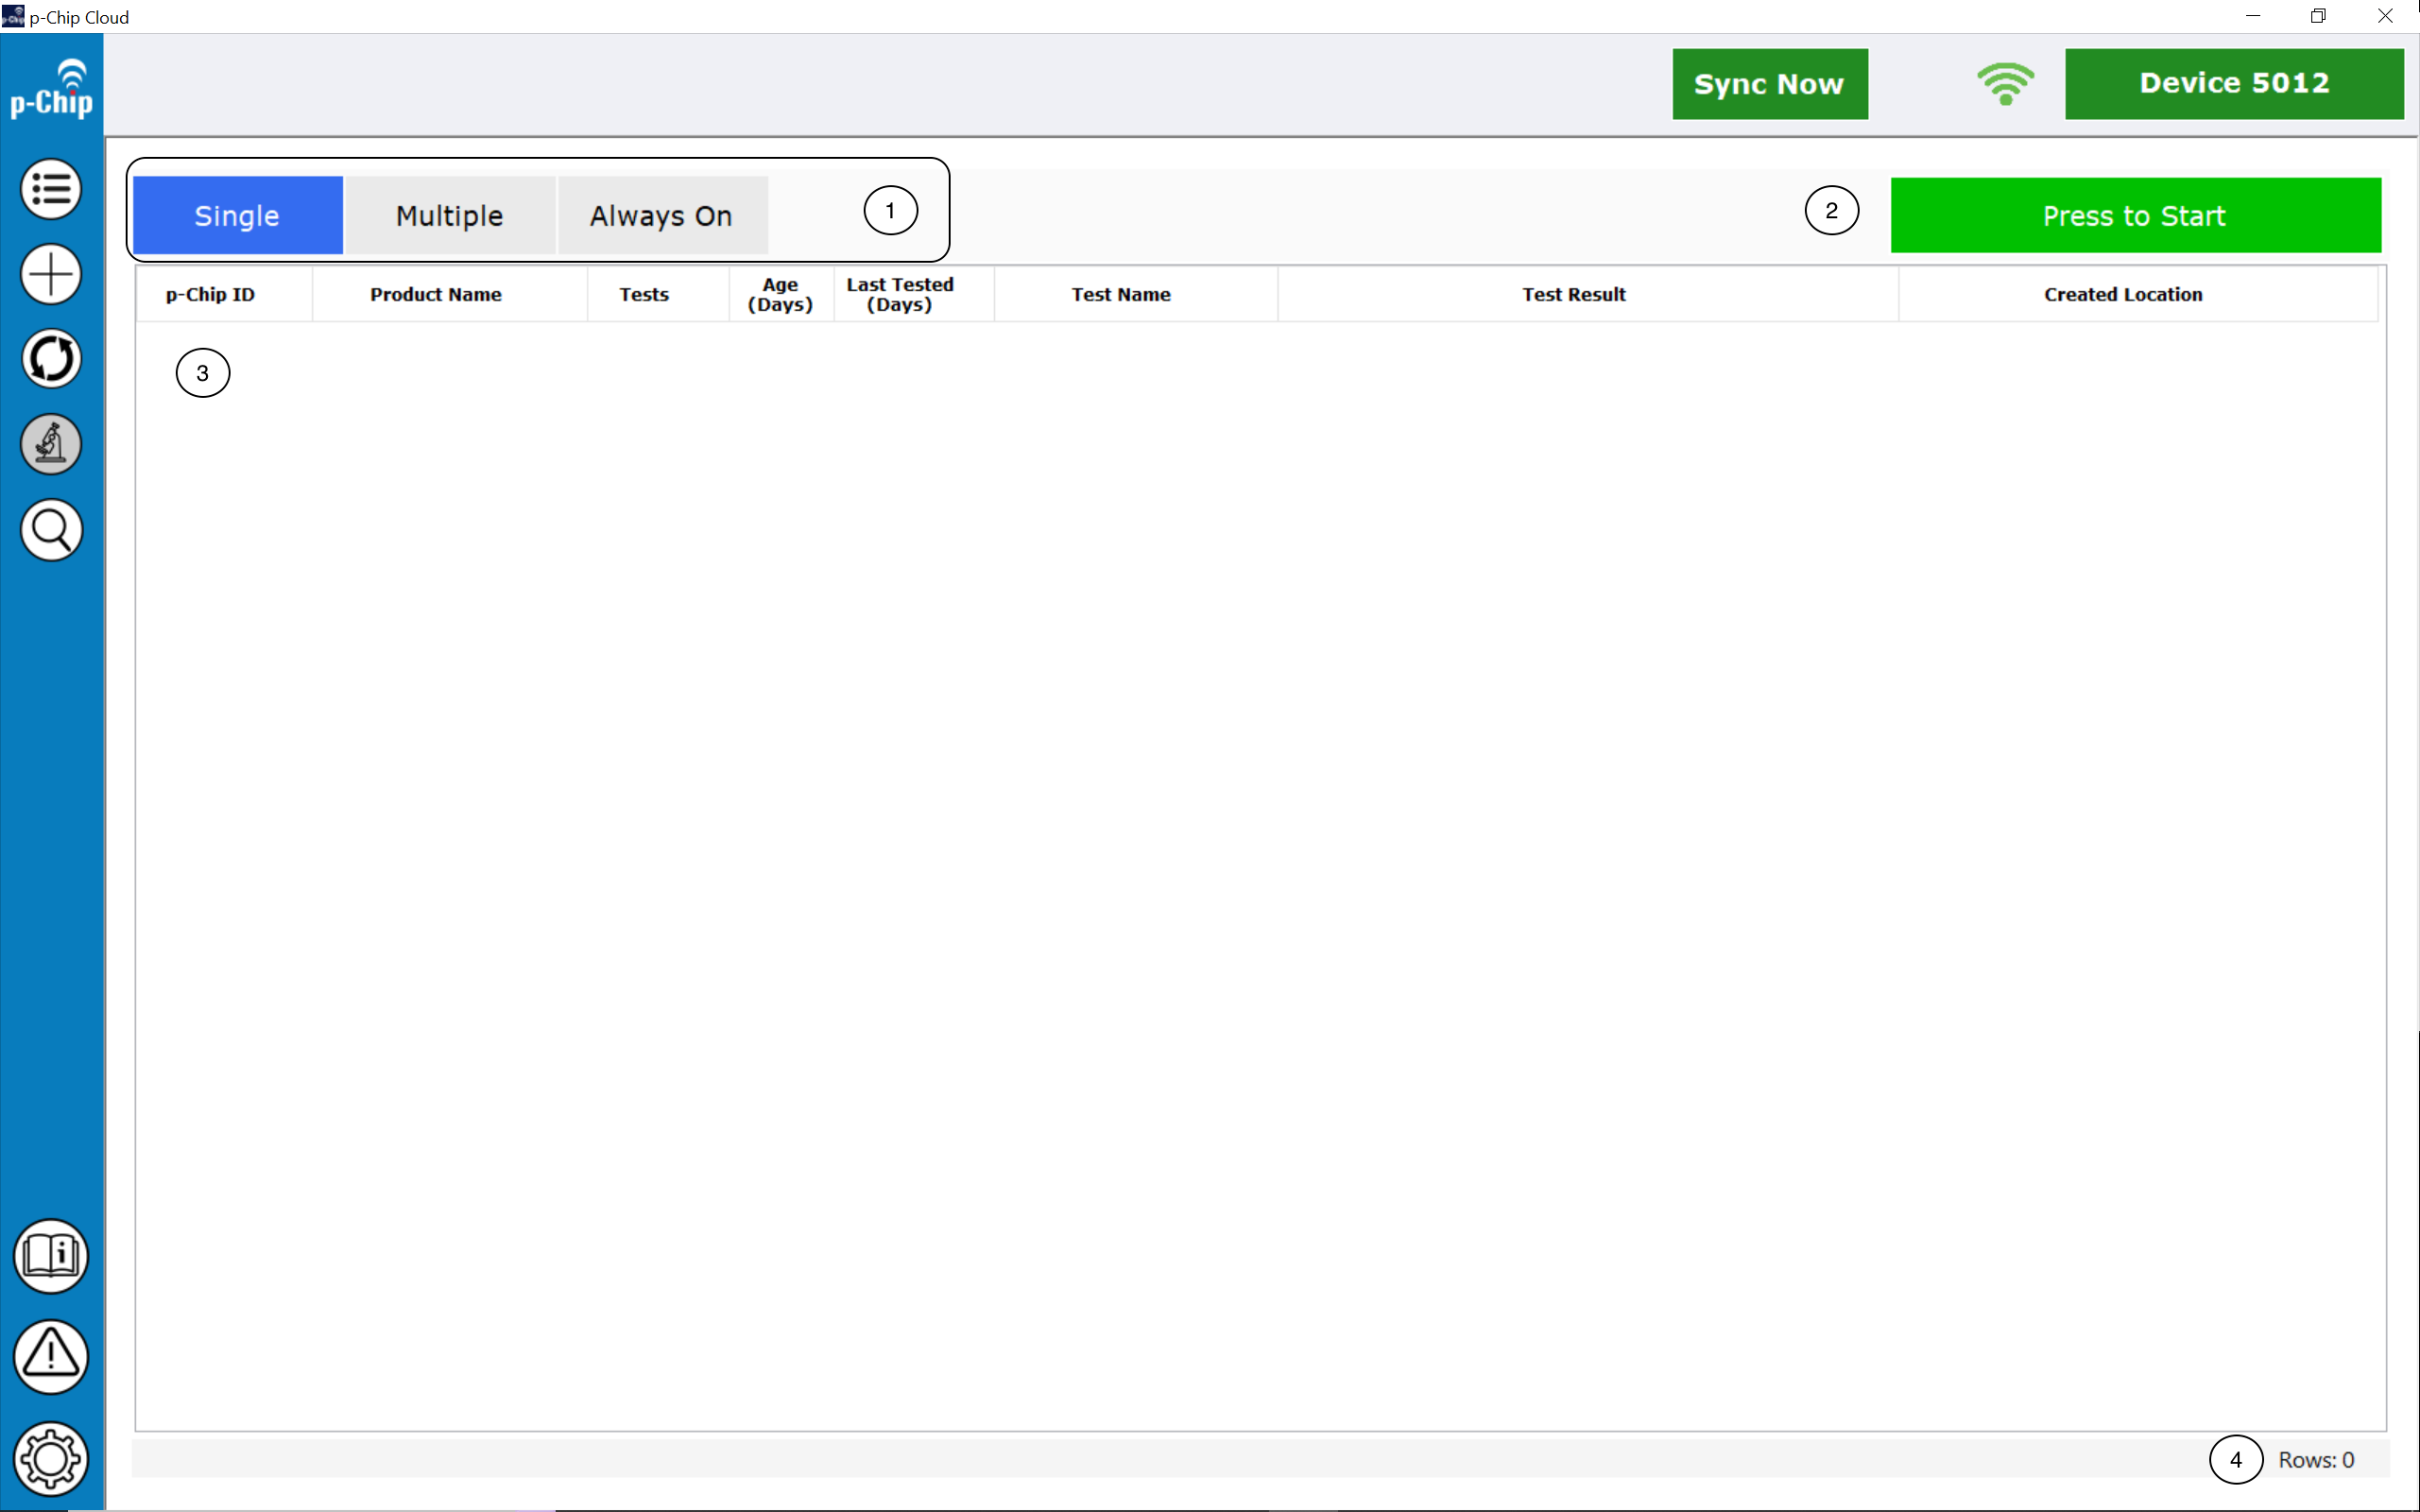 p-Chip Cloud
p-Chip
Sync Now
Device 5012
Single
Multiple
Always On
1
2
Press to Start
p-Chip ID
Product Name
Tests
Age
(Days)
Last Tested
(Days)
Test Name
Test Result
Created Location
3
4
Rows: 0